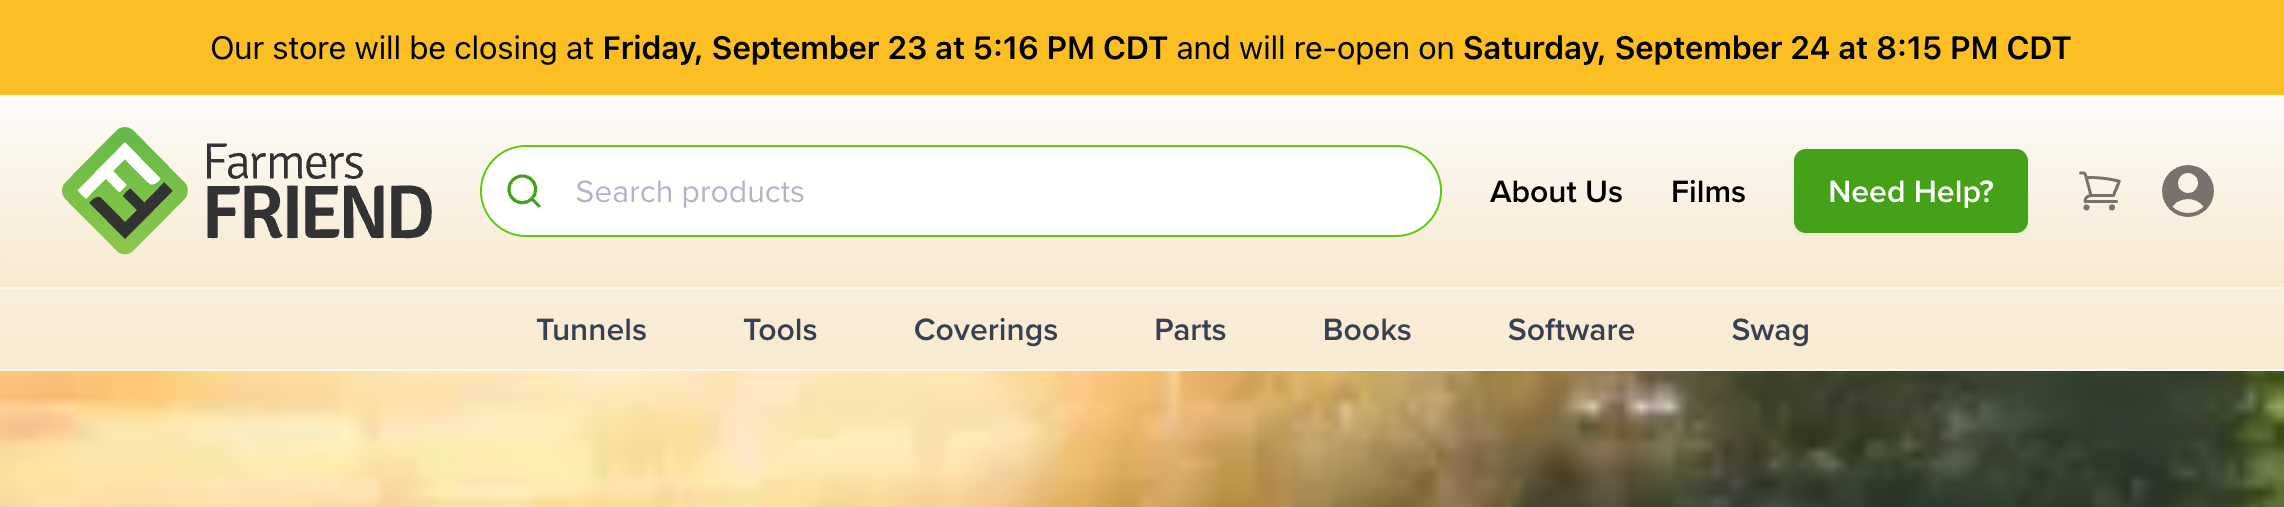 Our store will be closing at Friday, September 23 at 5:16 PM CDT and will re-open on Saturday, September 24 at 8:15 PM CDT
Farmers
FRIEND
Search products
About Us
Films
Need Help?
Tunnels
Tools
Coverings
Parts
Books
Software
Swag